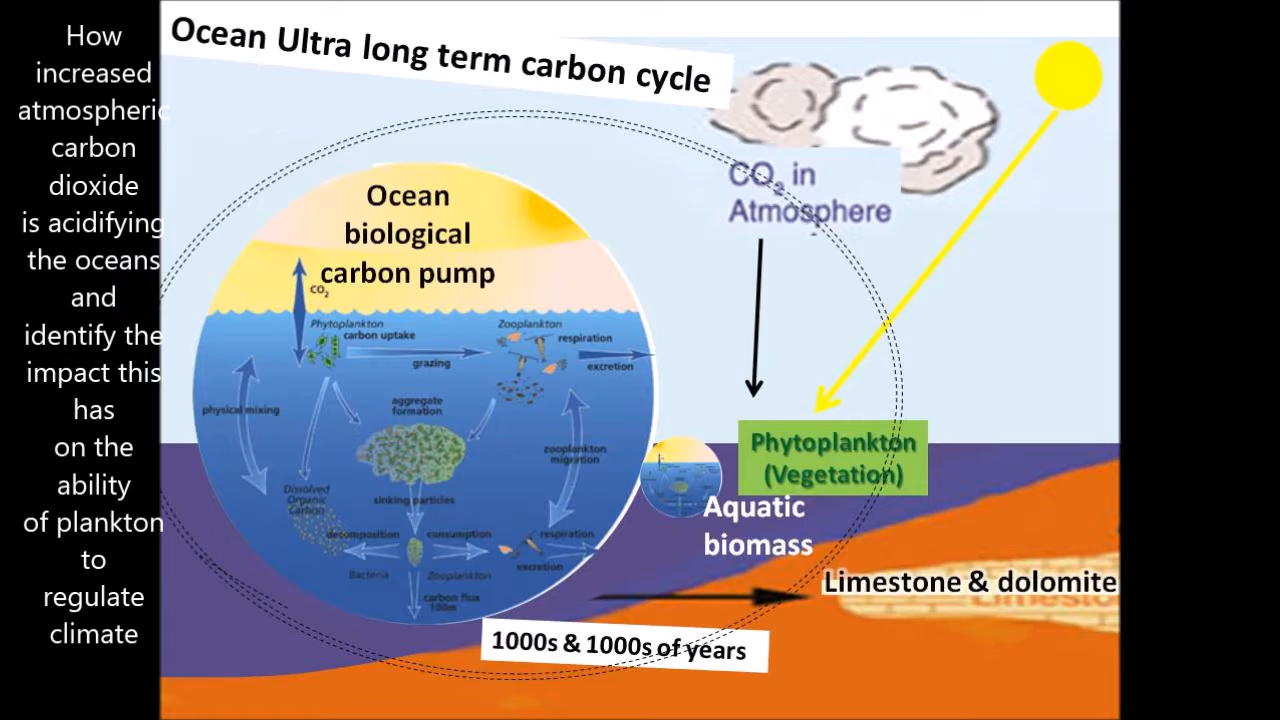 How
increased
atmospheric
carbon
dioxide
is acidifying
the oceans
and
identify the
impact this
has
on the
ability
of plankton
to
regulate
climate
Ocean Ultra long term carbon cycle
CO₂ in
Atmosphere
Ocean
biological
carbon pump
CO₂
Phytoplankton
carbon uptake
Zooplankton
respiration
grazing
excretion
physical mixing
aggregate
formation
zooplankton
migration
Dissolved
Organic
Carbon
sinking particles
decomposition
consumption
respiration
excretion
Bacteria
Zooplankton
carbon flux
100m
Phytoplankton
(Vegetation)
Aquatic
biomass
Limestone & dolomite
1000s & 1000s of years